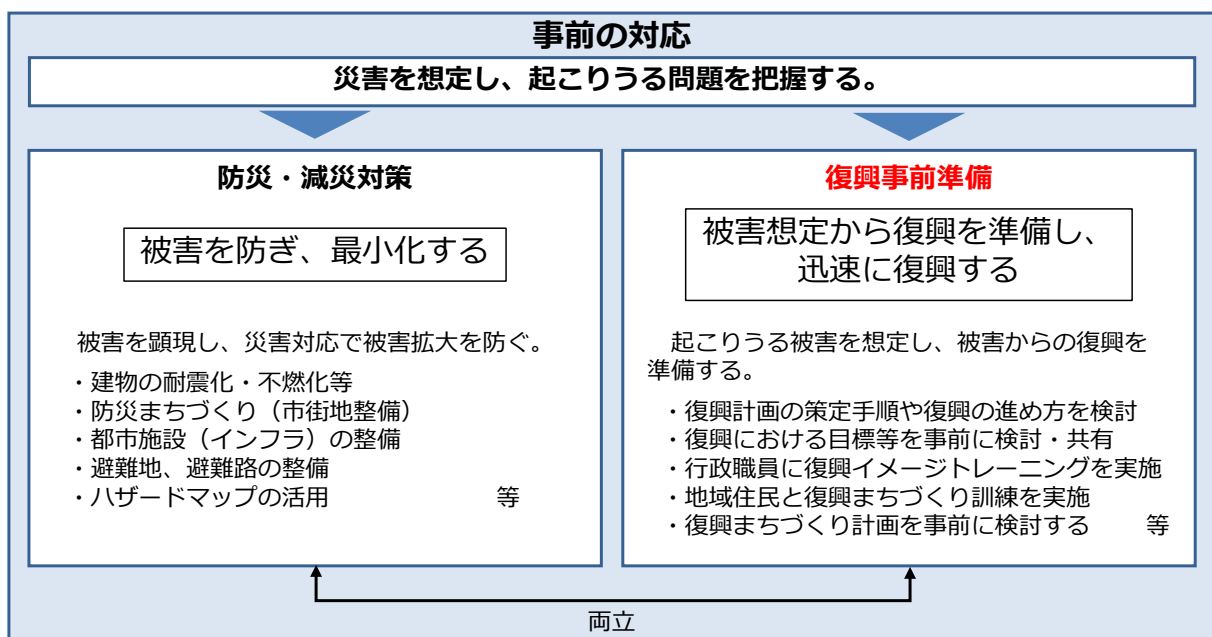 事前の対応
災害を想定し、起こりうる問題を把握する。
防災・減災対策
被害を防ぎ、最小化する
被害を顕現し、災害対応で被害拡大を防ぐ。
・建物の耐震化・不燃化等
・防災まちづくり（市街地整備）
・都市施設（インフラ）の整備
・避難地、避難路の整備
・ハザードマップの活用　　　　　　　等
復興事前準備
被害想定から復興を準備し、
迅速に復興する
起こりうる被害を想定し、被害からの復興を
準備する。
・復興計画の策定手順や復興の進め方を検討
・復興における目標等を事前に検討・共有
・行政職員に復興イメージトレーニングを実施
・地域住民と復興まちづくり訓練を実施
・復興まちづくり計画を事前に検討する　　等
両立